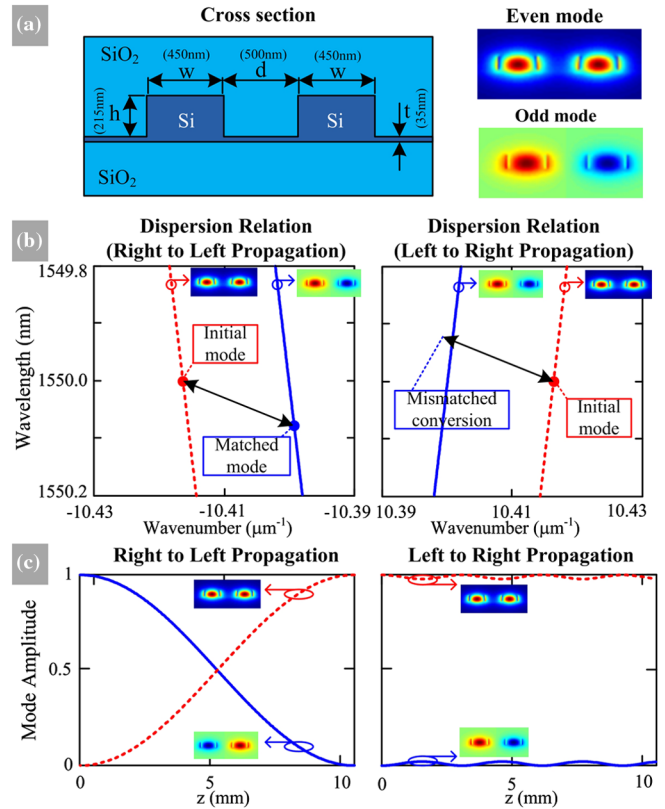 (a)
Cross section
Even mode
SiO2
(450nm)
(500nm)
(450nm)
w
d
w
(215nm)
h
Si
Si
t
(35nm)
SiO2
Odd mode
(b)
Dispersion Relation
(Right to Left Propagation)
Dispersion Relation
(Left to Right Propagation)
Wavelength (nm)
1549.8
1550.0
1550.2
Initial
mode
Matched
mode
Mismatched
conversion
Initial
mode
-10.43
-10.41
-10.39
10.39
10.41
10.43
Wavenumber (μm-1)
Wavenumber (μm-1)
(c)
Right to Left Propagation
Left to Right Propagation
Mode Amplitude
1
0.5
0
0
5
10
0
5
10
z (mm)
z (mm)